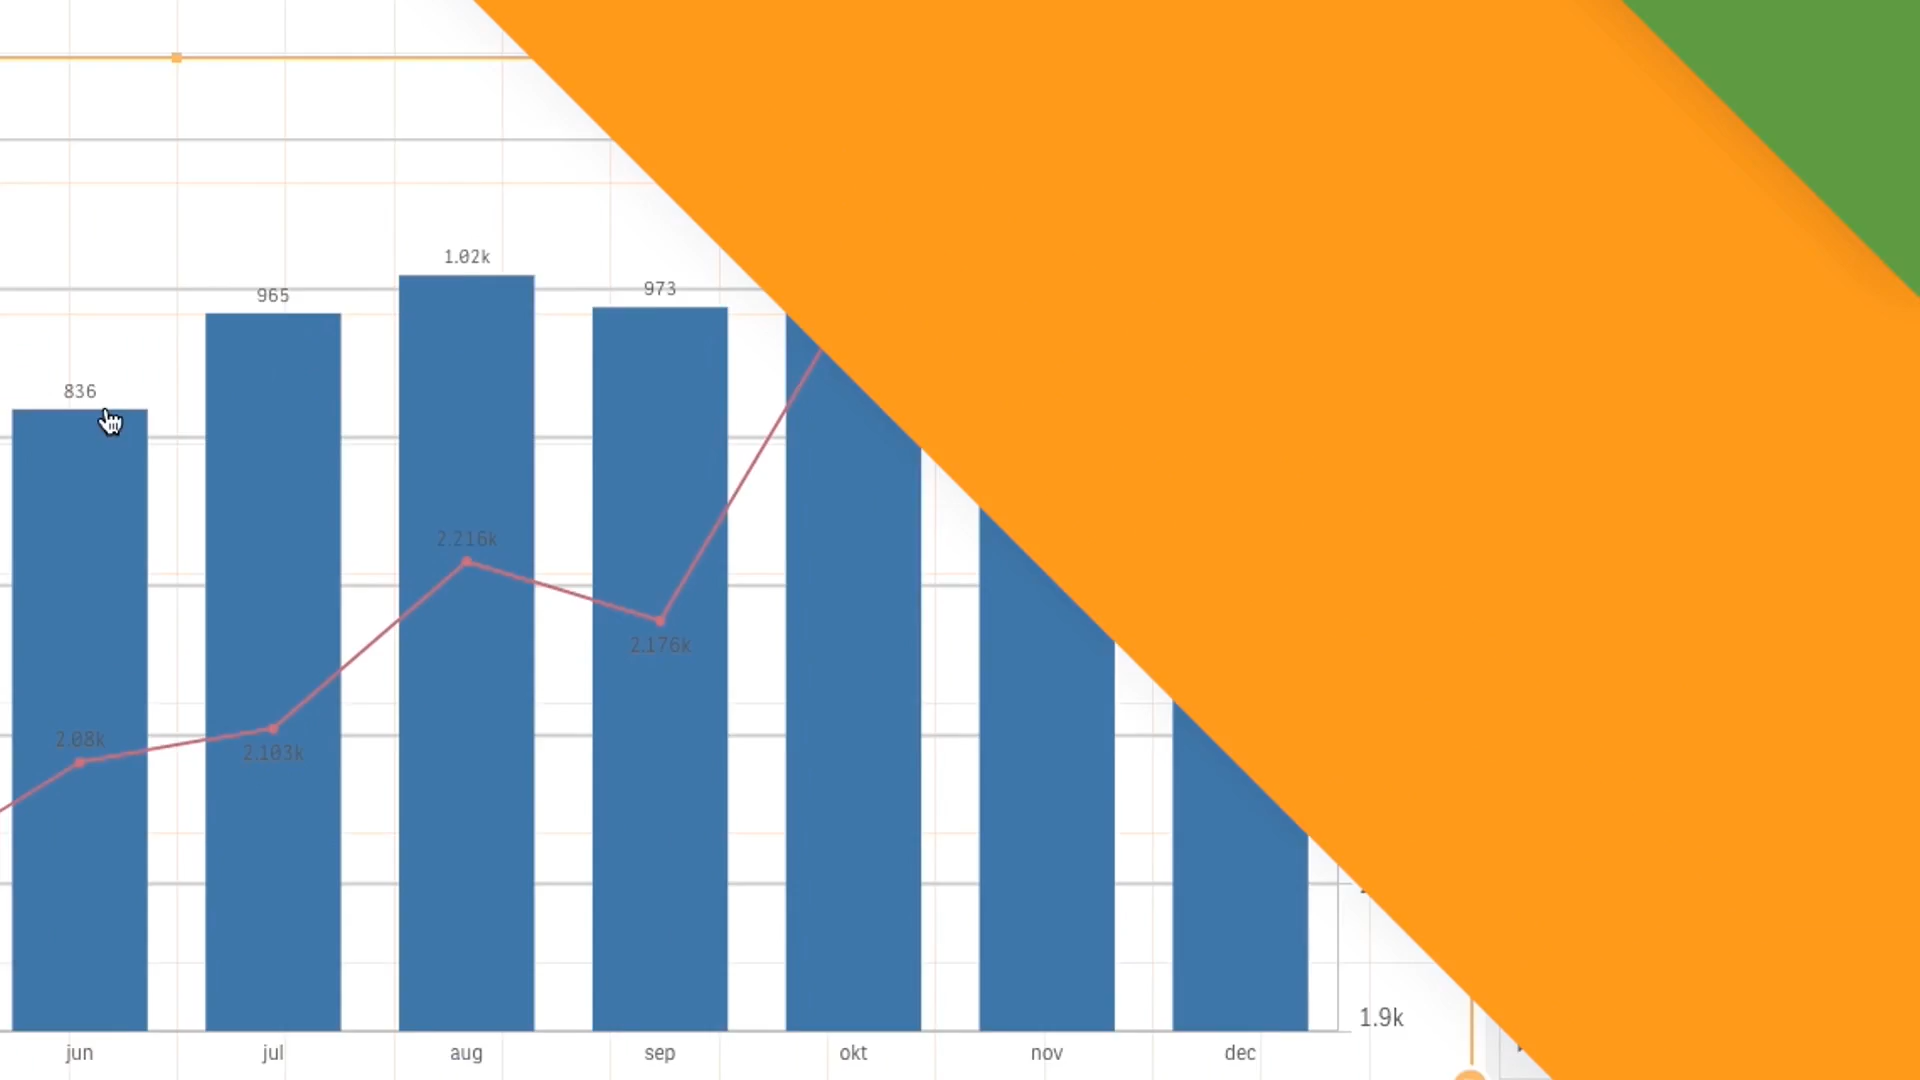 1.02k
973
965
836
2.216k
2.176k
2.08k
2.103k
1.9k
jun jul aug sep okt nov dec